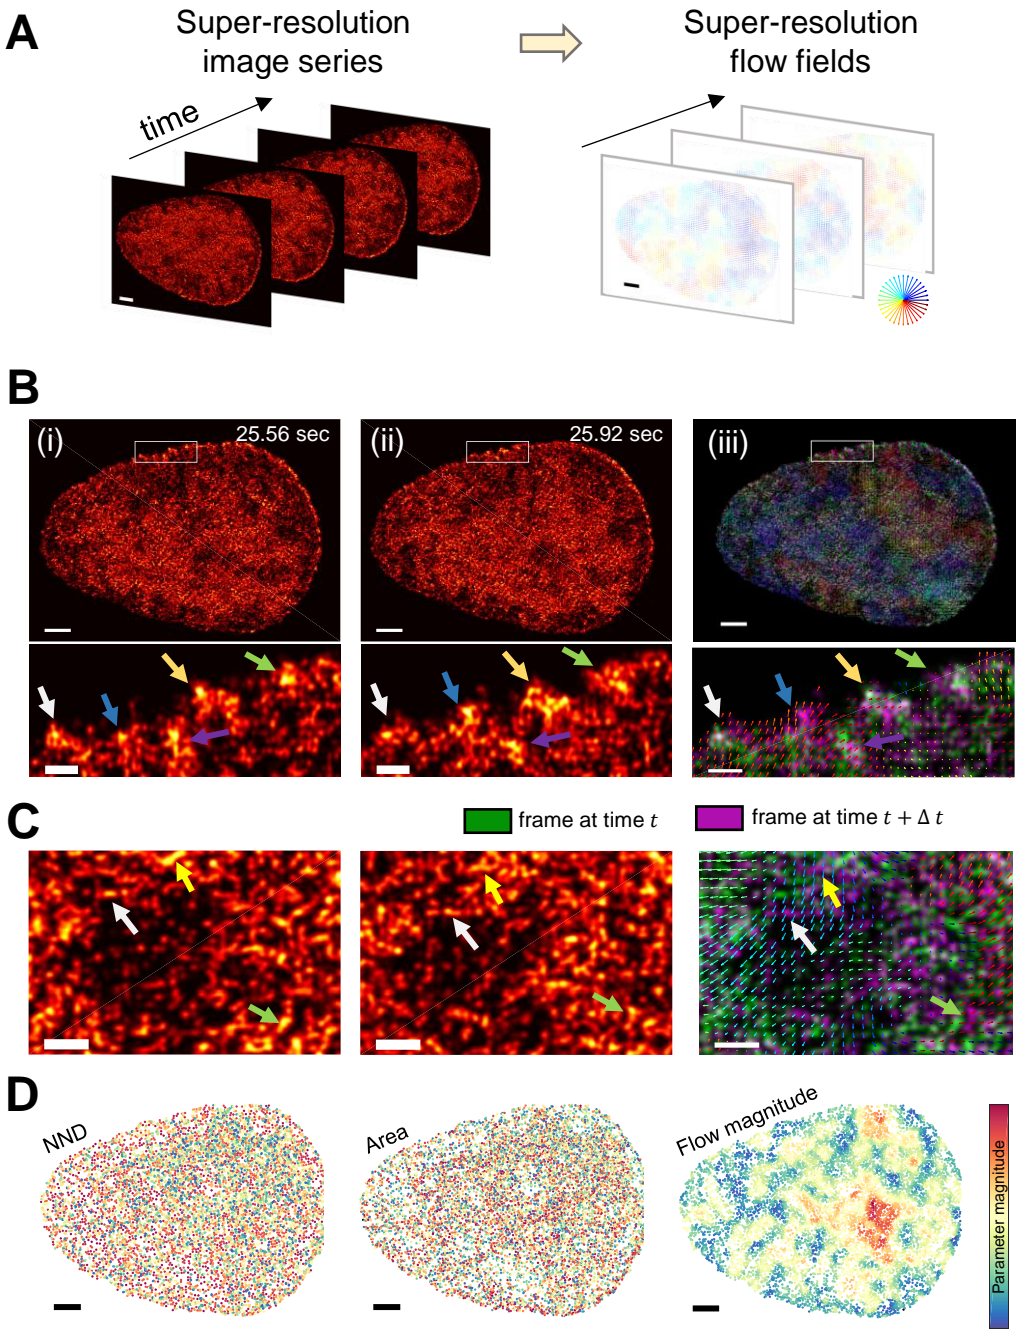 A
Super-resolution
image series
Super-resolution
flow fields
time
B
(i)
25.56 sec
(ii)
25.92 sec
(iii)
C
frame at time t
frame at time t + Δ t
D
NND
Area
Flow magnitude
Parameter magnitude